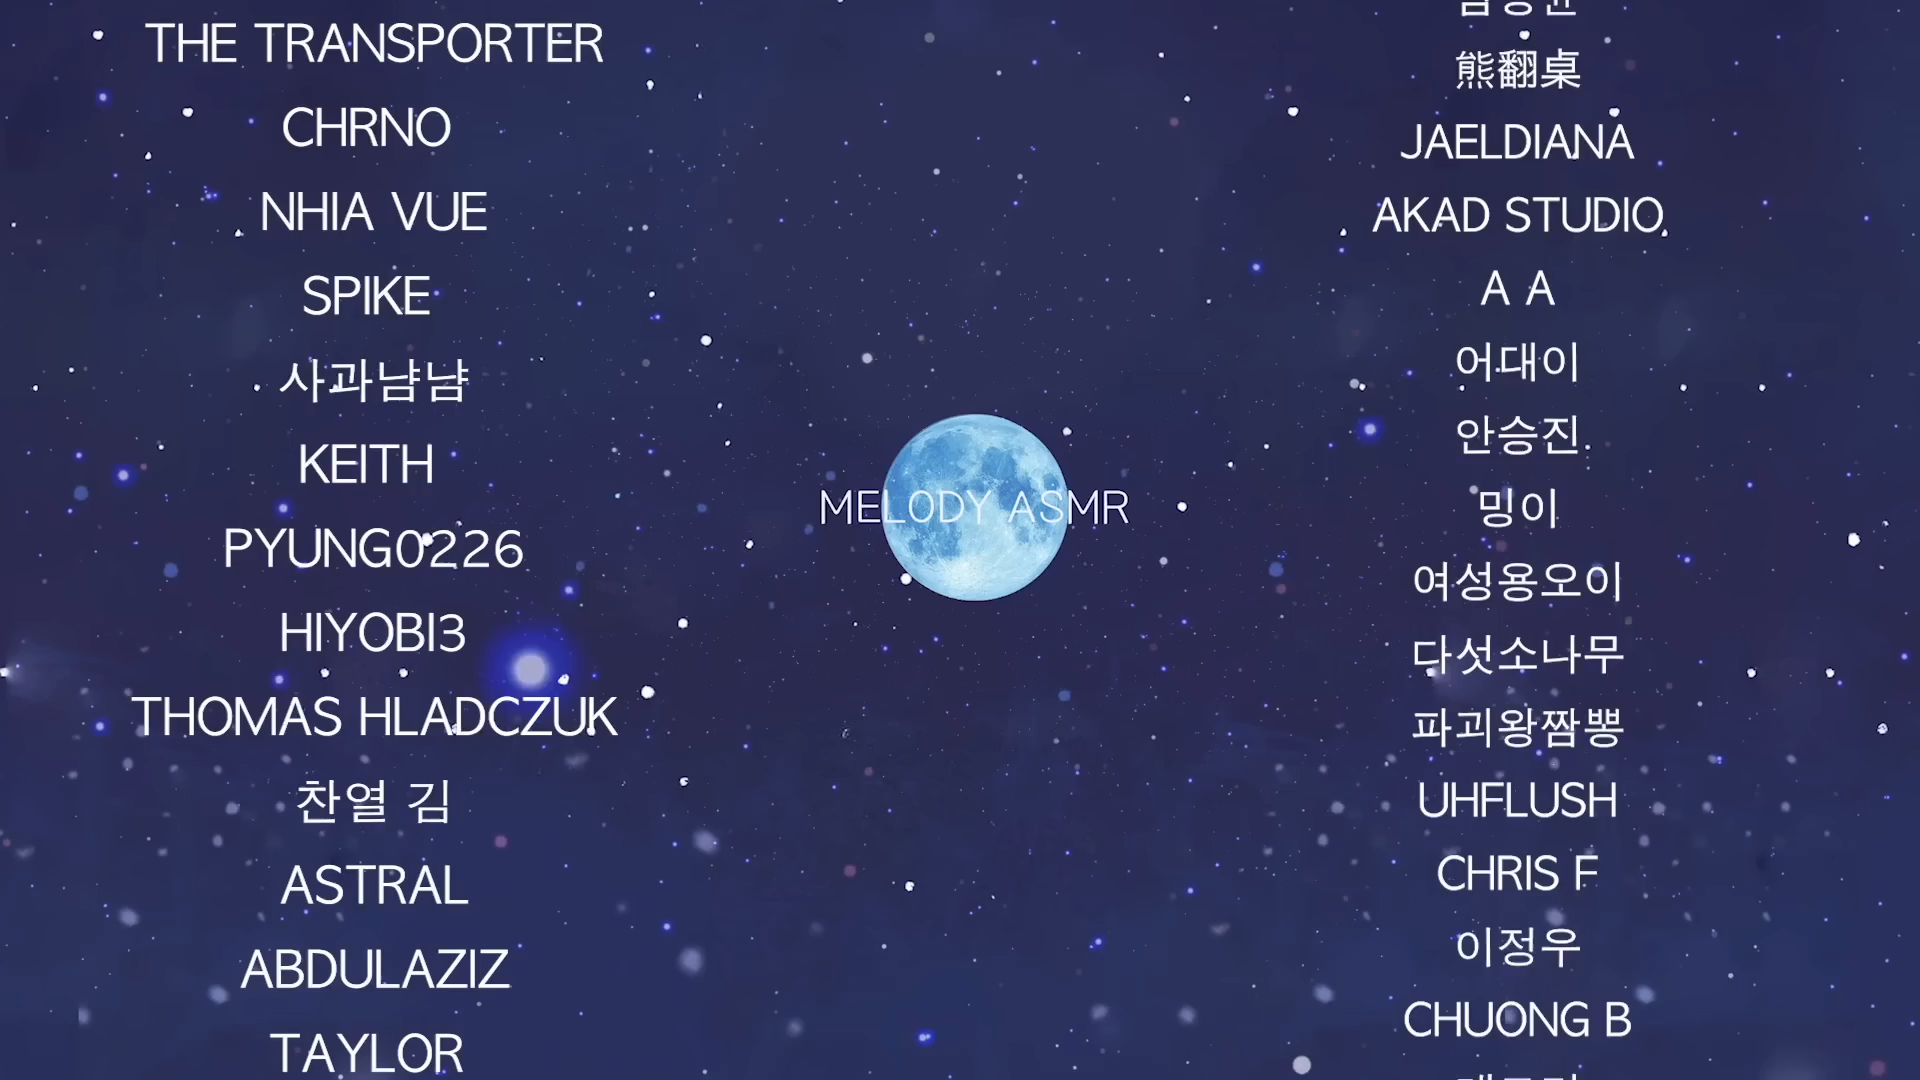 THE TRANSPORTER
CHRNO
NHIA VUE
SPIKE
사과냠냠
KEITH
PYUNG0226
HIYOBI3
THOMAS HLADCZUK
찬열 김
ASTRAL
ABDULAZIZ
TAYLOR
MELODY ASMR
熊翻桌
JAELDIANA
AKAD STUDIO
A A
어대이
안승진
밍이
여성용오이
다섯소나무
파괴왕짬뽕
UHFLUSH
CHRIS F
이정우
CHUONG B